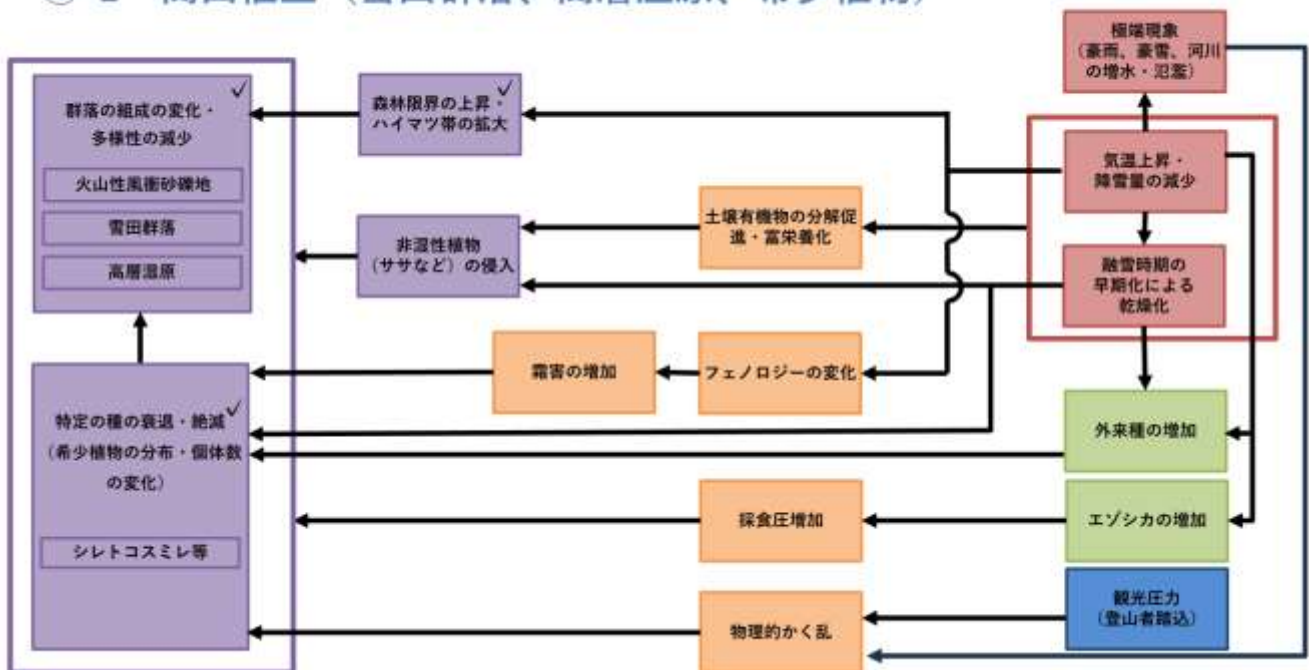 極端現象
（豪雨、豪雪、河川
の増水・氾濫）
群落の組成の変化・
多様性の減少
火山性風衝砂礫地
雪田群落
高層湿原
森林限界の上昇・
ハイマツ帯の拡大
気温上昇・
降雪量の減少
土壌有機物の分解促
進・富栄養化
非湿性植物
（ササなど）の侵入
融雪時期の
早期化による
乾燥化
霜害の増加
フェノロジーの変化
特定の種の衰退・絶滅
（希少植物の分布・個体数
の変化）
シレトコスミレ等
外来種の増加
採食圧増加
エゾシカの増加
物理的かく乱
観光圧力
（登山者踏込）